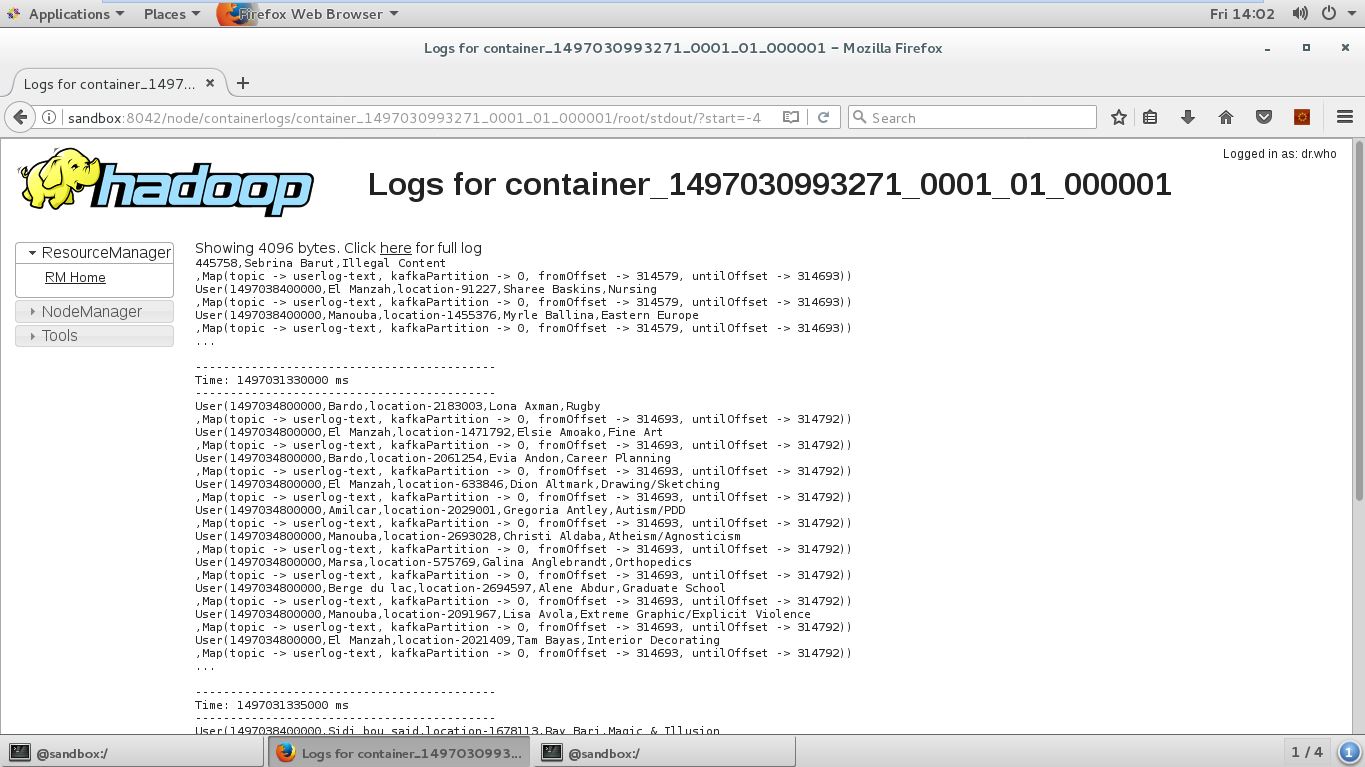 Applications Places Firefox Web Browser Fri 14:02
Logs for container_1497030993271_0001_01_000001 - Mozilla Firefox
Logs for container_1497...
sandbox:8042/node/containerlogs/container_1497030993271_0001_01_000001/root/stdout/?start=-4 Search
Logged in as: dr.who
hadoop Logs for container_1497030993271_0001_01_000001
ResourceManager
RM Home
NodeManager
Tools
Showing 4096 bytes. Click here for full log
445758,Sebrina Barut,Illegal Content
,Map(topic -> userlog-text, kafkaPartition -> 0, fromOffset -> 314579, untilOffset -> 314693))
User(1497038400000,El Manzah,location-91227,Sharee Baskins,Nursing
,Map(topic -> userlog-text, kafkaPartition -> 0, fromOffset -> 314579, untilOffset -> 314693))
User(1497038400000,Manouba,location-1455376,Myrle Ballina,Eastern Europe
,Map(topic -> userlog-text, kafkaPartition -> 0, fromOffset -> 314579, untilOffset -> 314693))
...
-------------------------------------------
Time: 1497031330000 ms
-------------------------------------------
User(1497034800000,Bardo,location-2183003,Lona Axman,Rugby
,Map(topic -> userlog-text, kafkaPartition -> 0, fromOffset -> 314693, untilOffset -> 314792))
User(1497034800000,El Manzah,location-1471792,Elsie Amoako,Fine Art
,Map(topic -> userlog-text, kafkaPartition -> 0, fromOffset -> 314693, untilOffset -> 314792))
User(1497034800000,Bardo,location-2061254,Evia Andon,Career Planning
,Map(topic -> userlog-text, kafkaPartition -> 0, fromOffset -> 314693, untilOffset -> 314792))
User(1497034800000,El Manzah,location-633846,Dion Altmark,Drawing/Sketching
,Map(topic -> userlog-text, kafkaPartition -> 0, fromOffset -> 314693, untilOffset -> 314792))
User(1497034800000,Amilcar,location-2029001,Gregoria Antley,Autism/PDD
,Map(topic -> userlog-text, kafkaPartition -> 0, fromOffset -> 314693, untilOffset -> 314792))
User(1497034800000,Manouba,location-2693028,Christi Aldaba,Atheism/Agnosticism
,Map(topic -> userlog-text, kafkaPartition -> 0, fromOffset -> 314693, untilOffset -> 314792))
User(1497034800000,Marsa,location-575769,Galina Anglebrandt,Orthopedics
,Map(topic -> userlog-text, kafkaPartition -> 0, fromOffset -> 314693, untilOffset -> 314792))
User(1497034800000,Berge du lac,location-2694597,Alene Abdur,Graduate School
,Map(topic -> userlog-text, kafkaPartition -> 0, fromOffset -> 314693, untilOffset -> 314792))
User(1497034800000,Manouba,location-2091967,Lisa Avola,Extreme Graphic/Explicit Violence
,Map(topic -> userlog-text, kafkaPartition -> 0, fromOffset -> 314693, untilOffset -> 314792))
User(1497034800000,El Manzah,location-2021409,Tam Bayas,Interior Decorating
,Map(topic -> userlog-text, kafkaPartition -> 0, fromOffset -> 314693, untilOffset -> 314792))
...
-------------------------------------------
Time: 1497031335000 ms
-------------------------------------------
User(1497038400000,Sidi bou said,location-1678113,Ray Bari,Magic & Illusion
@sandbox:/ Logs for container_1497030993... @sandbox:/ 1 / 4 1